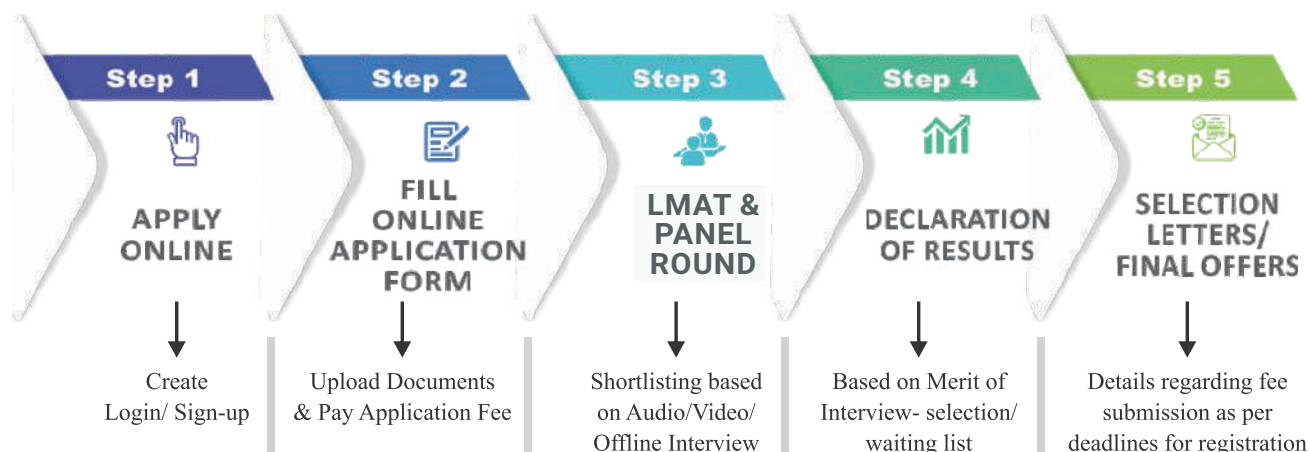 Step 1
APPLY
ONLINE
Create
Login/ Sign-up
Step 2
FILL
ONLINE
APPLICATION
FORM
Upload Documents
& Pay Application Fee
Step 3
LMAT &
PANEL
ROUND
Shortlisting based
on Audio/Video/
Offline Interview
Step 4
DECLARATION
OF RESULTS
Based on Merit of
Interview- selection/
waiting list
Step 5
SELECTION
LETTERS/
FINAL OFFERS
Details regarding fee
submission as per
deadlines for registration